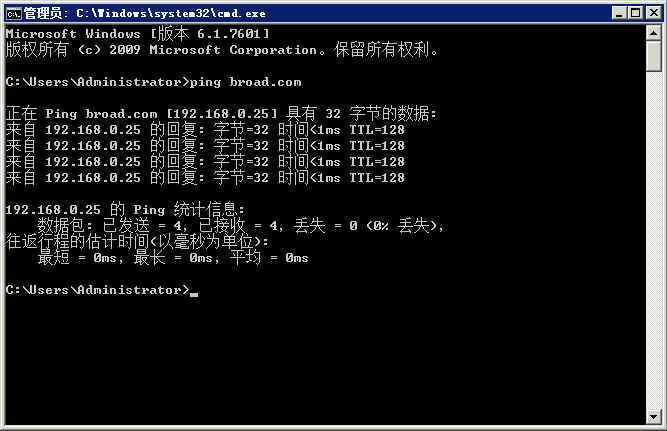 管理员: C:\Windows\system32\cmd.exe
Microsoft Windows [版本 6.1.7601]
版权所有 (c) 2009 Microsoft Corporation。保留所有权利。
C:\Users\Administrator>ping broad.com
正在 Ping broad.com [192.168.0.25] 具有 32 字节的数据:
来自 192.168.0.25 的回复: 字节=32 时间<1ms TTL=128
来自 192.168.0.25 的回复: 字节=32 时间<1ms TTL=128
来自 192.168.0.25 的回复: 字节=32 时间<1ms TTL=128
来自 192.168.0.25 的回复: 字节=32 时间<1ms TTL=128
192.168.0.25 的 Ping 统计信息:
数据包: 已发送 = 4, 已接收 = 4, 丢失 = 0 (0% 丢失),
往返行程的估计时间(以毫秒为单位):
最短 = 0ms, 最长 = 0ms, 平均 = 0ms
C:\Users\Administrator>